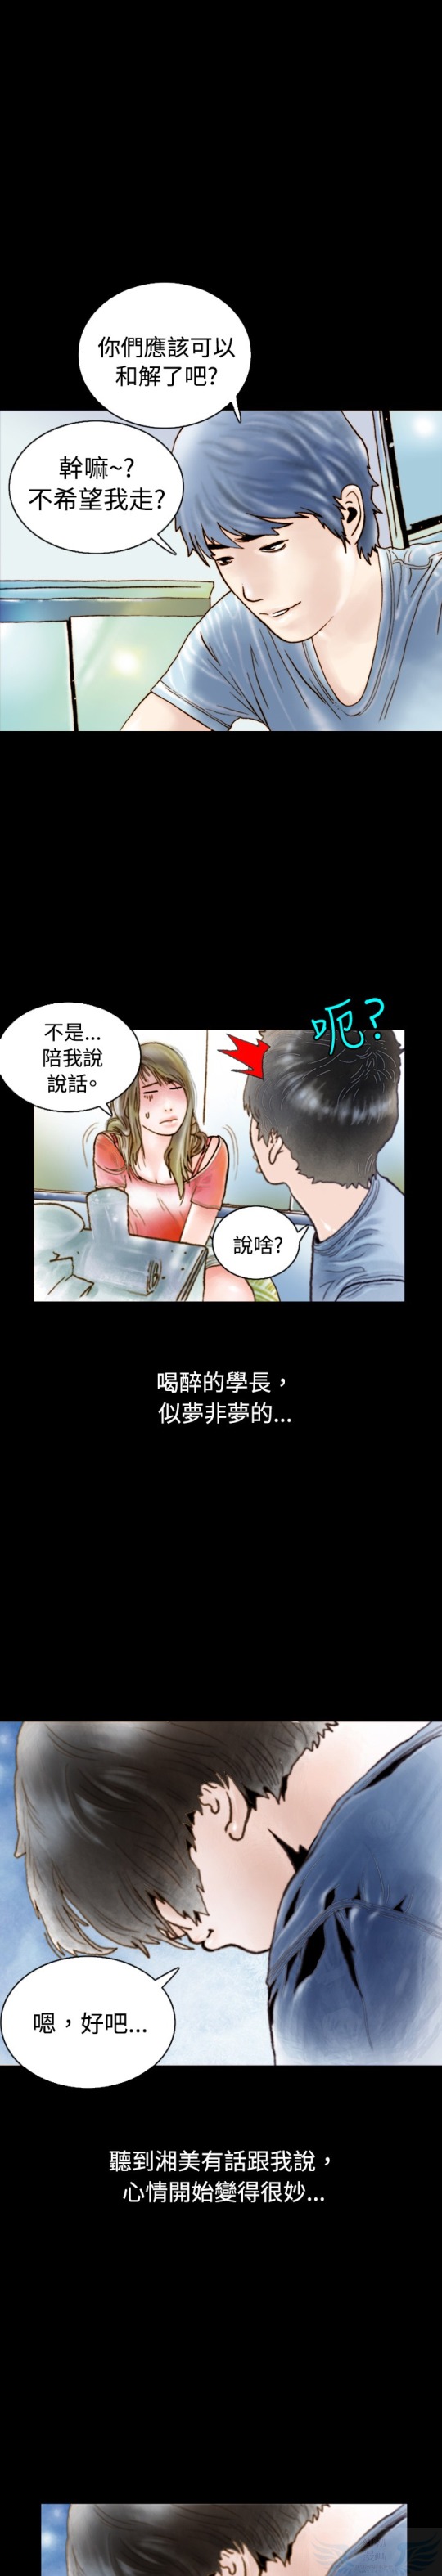 你們應該可以
和解了吧?
幹嘛~?
不希望我走?
呃?
不是...
陪我說
說話。
說啥?
喝醉的學長，
似夢非夢的...
嗯，好吧...
聽到湘美有話跟我說，
心情開始變得很妙...